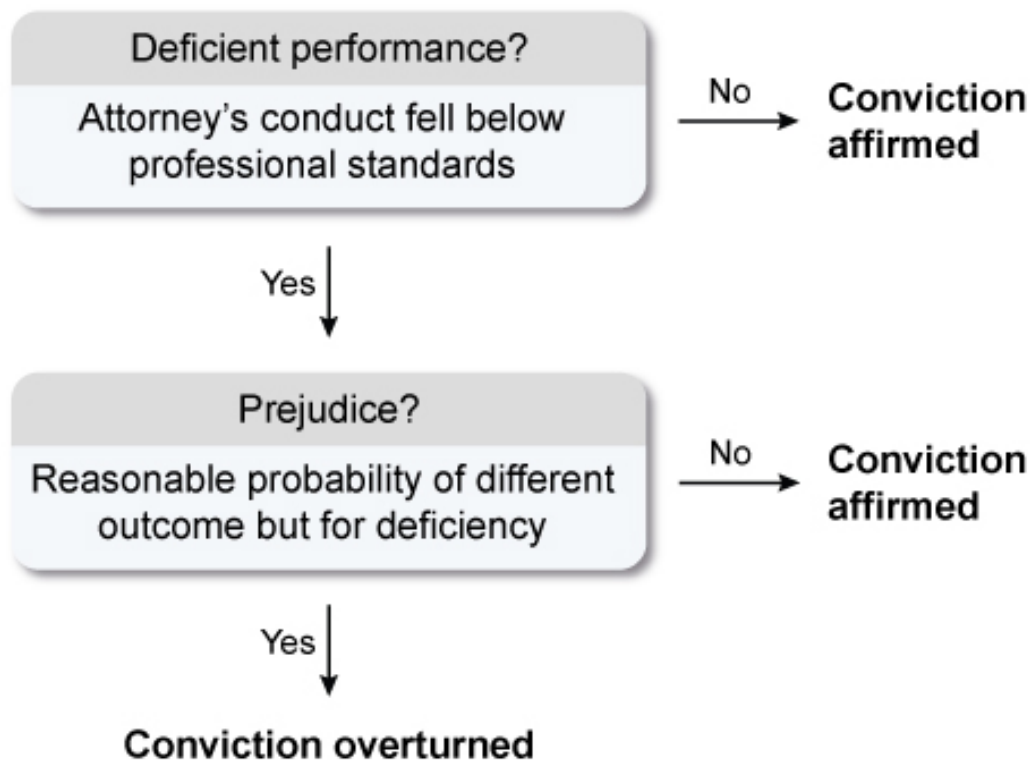 Deficient performance?
Attorney’s conduct fell below
professional standards
No
Conviction
affirmed
Yes
Prejudice?
Reasonable probability of different
outcome but for deficiency
No
Conviction
affirmed
Yes
Conviction overturned